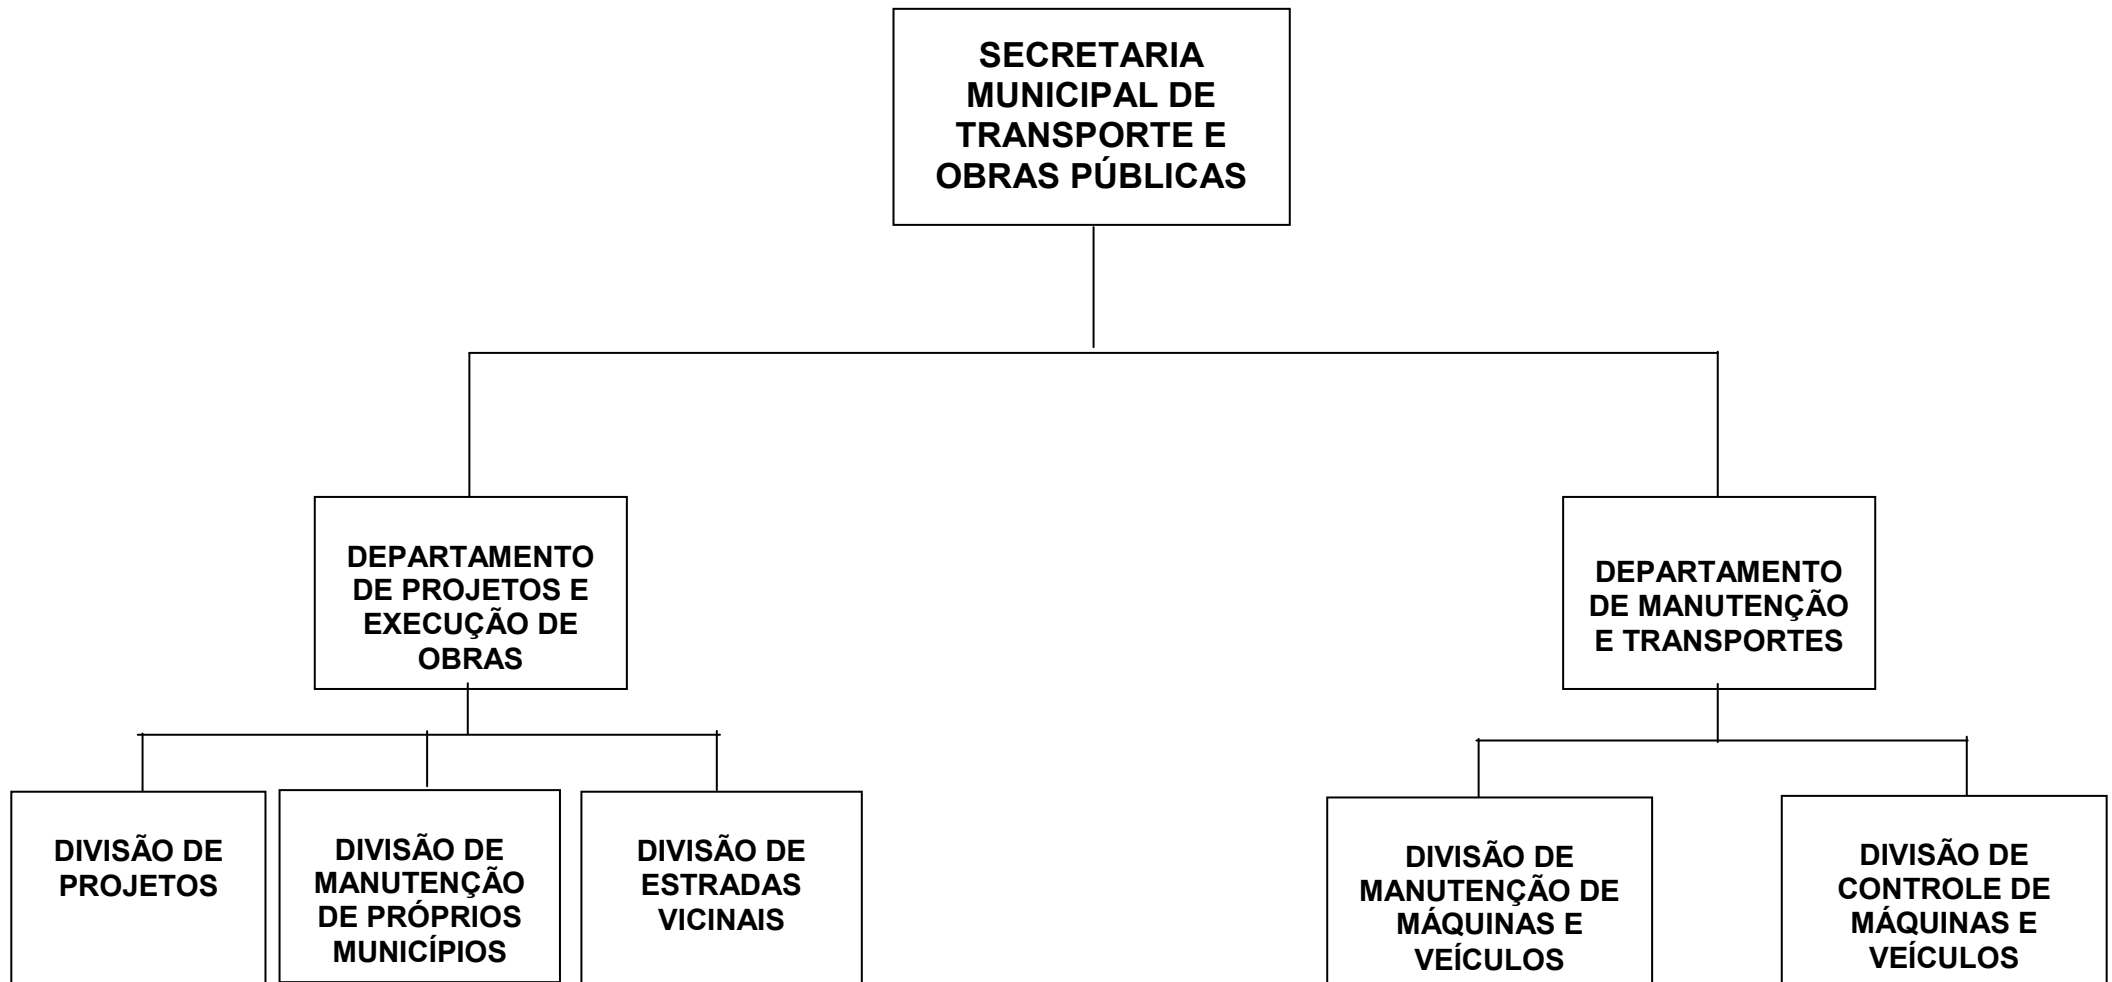 SECRETARIA
MUNICIPAL DE
TRANSPORTE E
OBRAS PÚBLICAS
DEPARTAMENTO
DE PROJETOS E
EXECUÇÃO DE
OBRAS
DEPARTAMENTO
DE MANUTENÇÃO
E TRANSPORTES
DIVISÃO DE
PROJETOS
DIVISÃO DE
MANUTENÇÃO
DE PRÓPRIOS
MUNICÍPIOS
DIVISÃO DE
ESTRADAS
VICINAIS
DIVISÃO DE
MANUTENÇÃO DE
MÁQUINAS E
VEÍCULOS
DIVISÃO DE
CONTROLE DE
MÁQUINAS E
VEÍCULOS